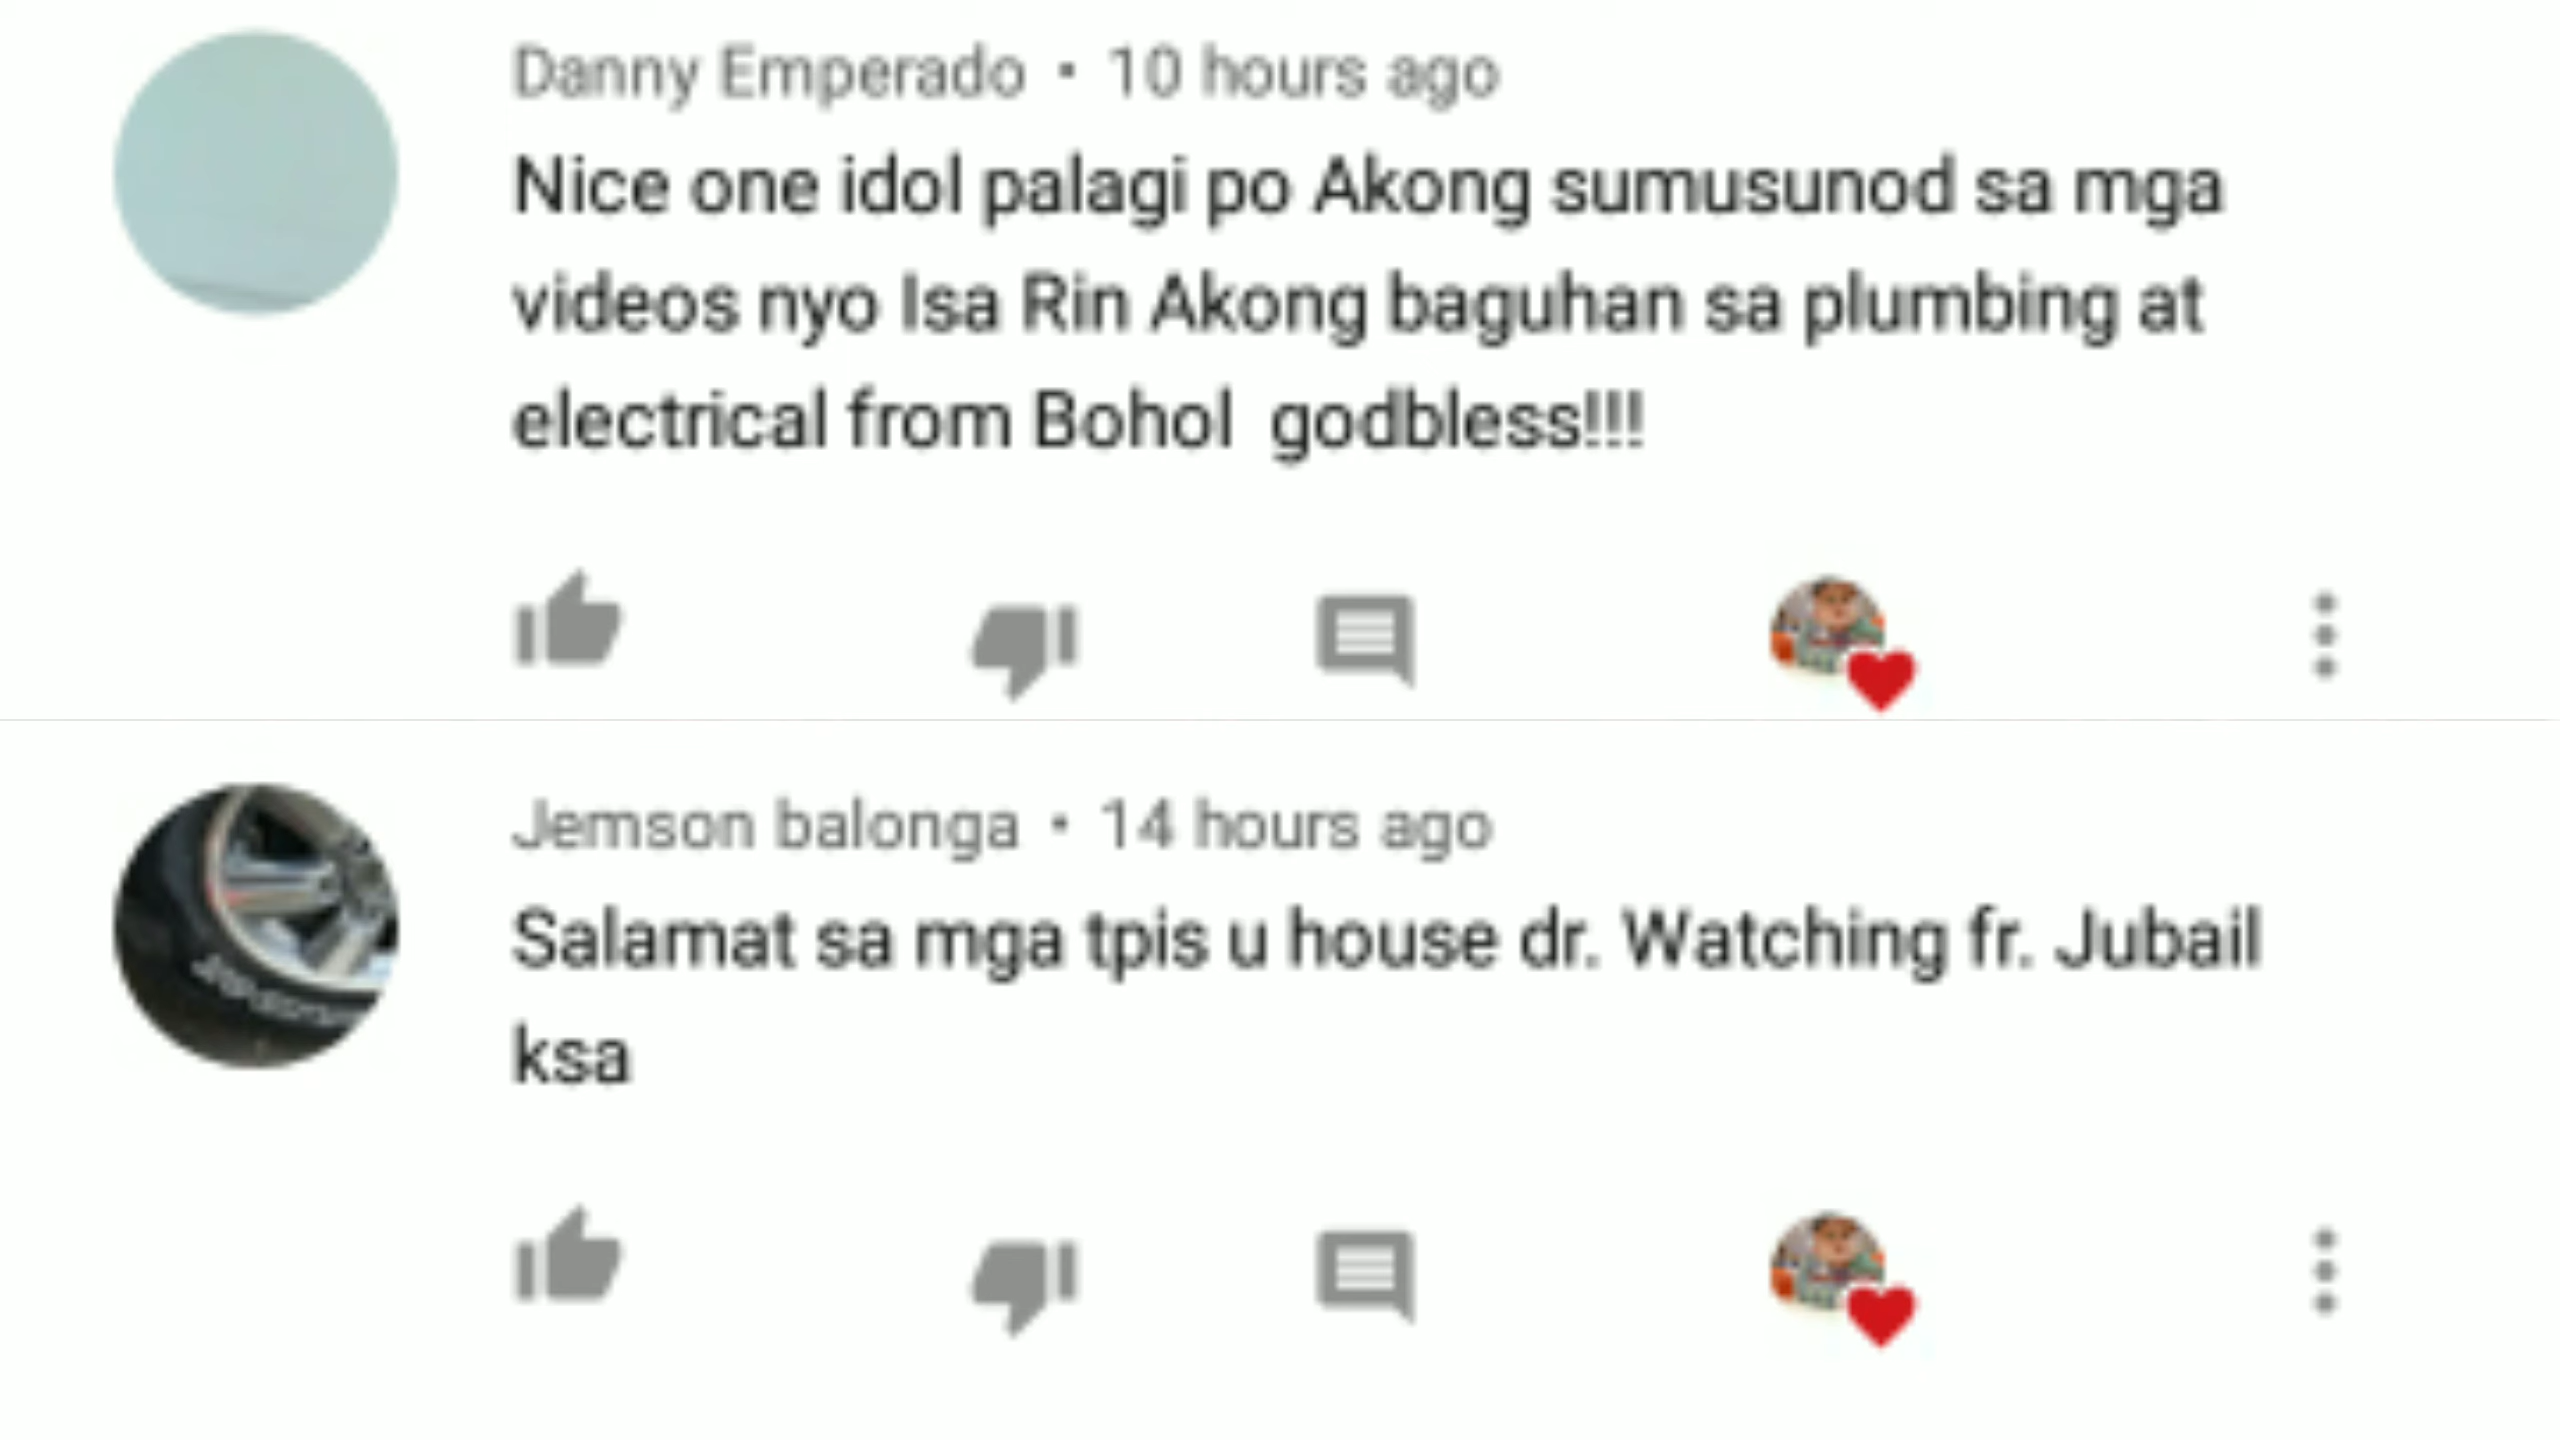 Danny Emperado • 10 hours ago
Nice one idol palagi po Akong sumusunod sa mga
videos nyo Isa Rin Akong baguhan sa plumbing at
electrical from Bohol godbless!!!
Jemson balonga • 14 hours ago
Salamat sa mga tpis u house dr. Watching fr. Jubail
ksa